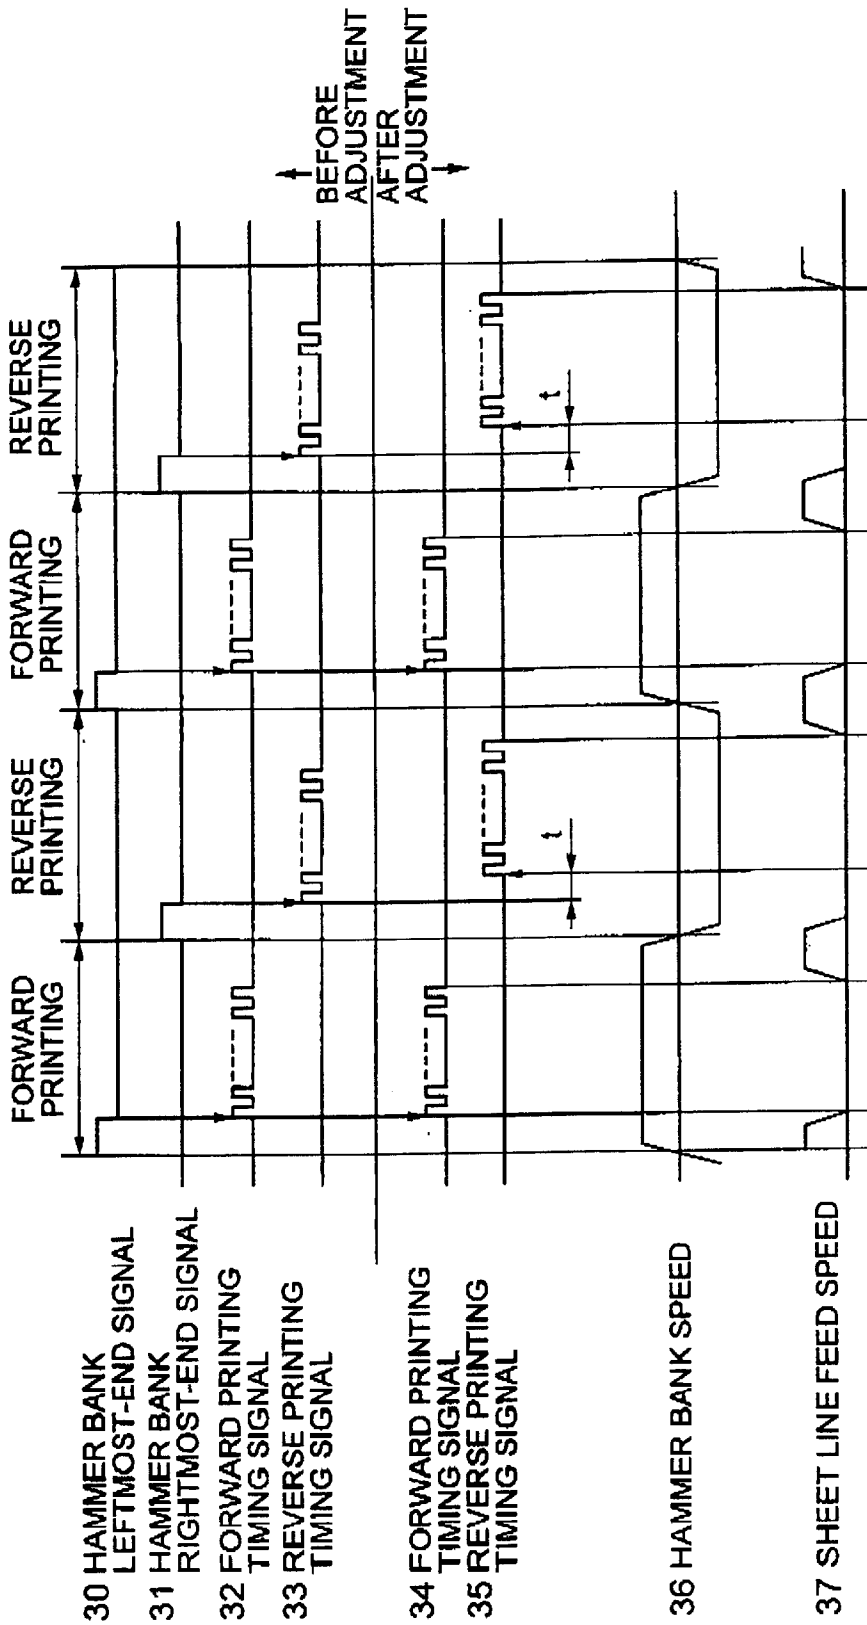 FORWARD
PRINTING
REVERSE
PRINTING
FORWARD
PRINTING
REVERSE
PRINTING
30 HAMMER BANK
LEFTMOST-END SIGNAL
31 HAMMER BANK
RIGHTMOST-END SIGNAL
32 FORWARD PRINTING
TIMING SIGNAL
33 REVERSE PRINTING
TIMING SIGNAL
BEFORE
ADJUSTMENT
AFTER
ADJUSTMENT
34 FORWARD PRINTING
TIMING SIGNAL
35 REVERSE PRINTING
TIMING SIGNAL
t
t
36 HAMMER BANK SPEED
37 SHEET LINE FEED SPEED